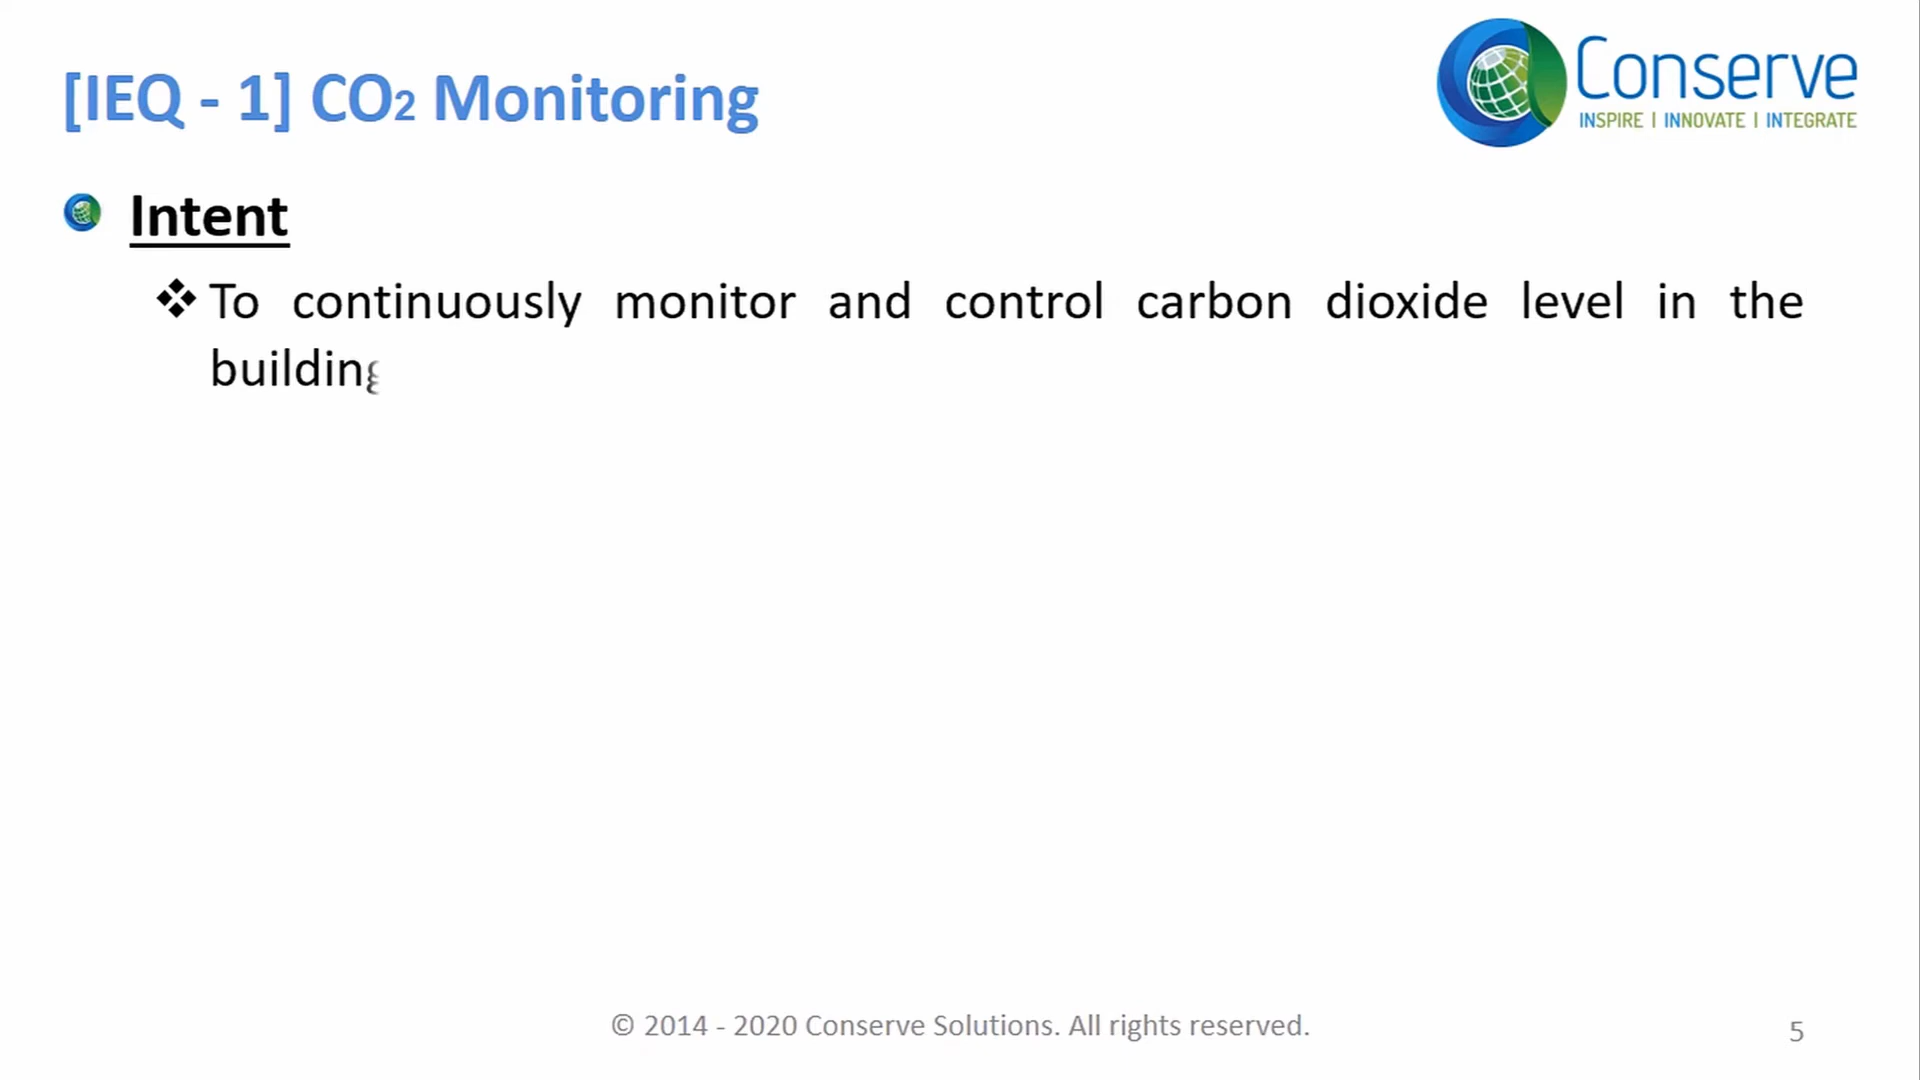 [IEQ - 1] CO2 Monitoring
Conserve
INSPIRE | INNOVATE | INTEGRATE
Intent
To continuously monitor and control carbon dioxide level in the
building
© 2014 - 2020 Conserve Solutions. All rights reserved.
5